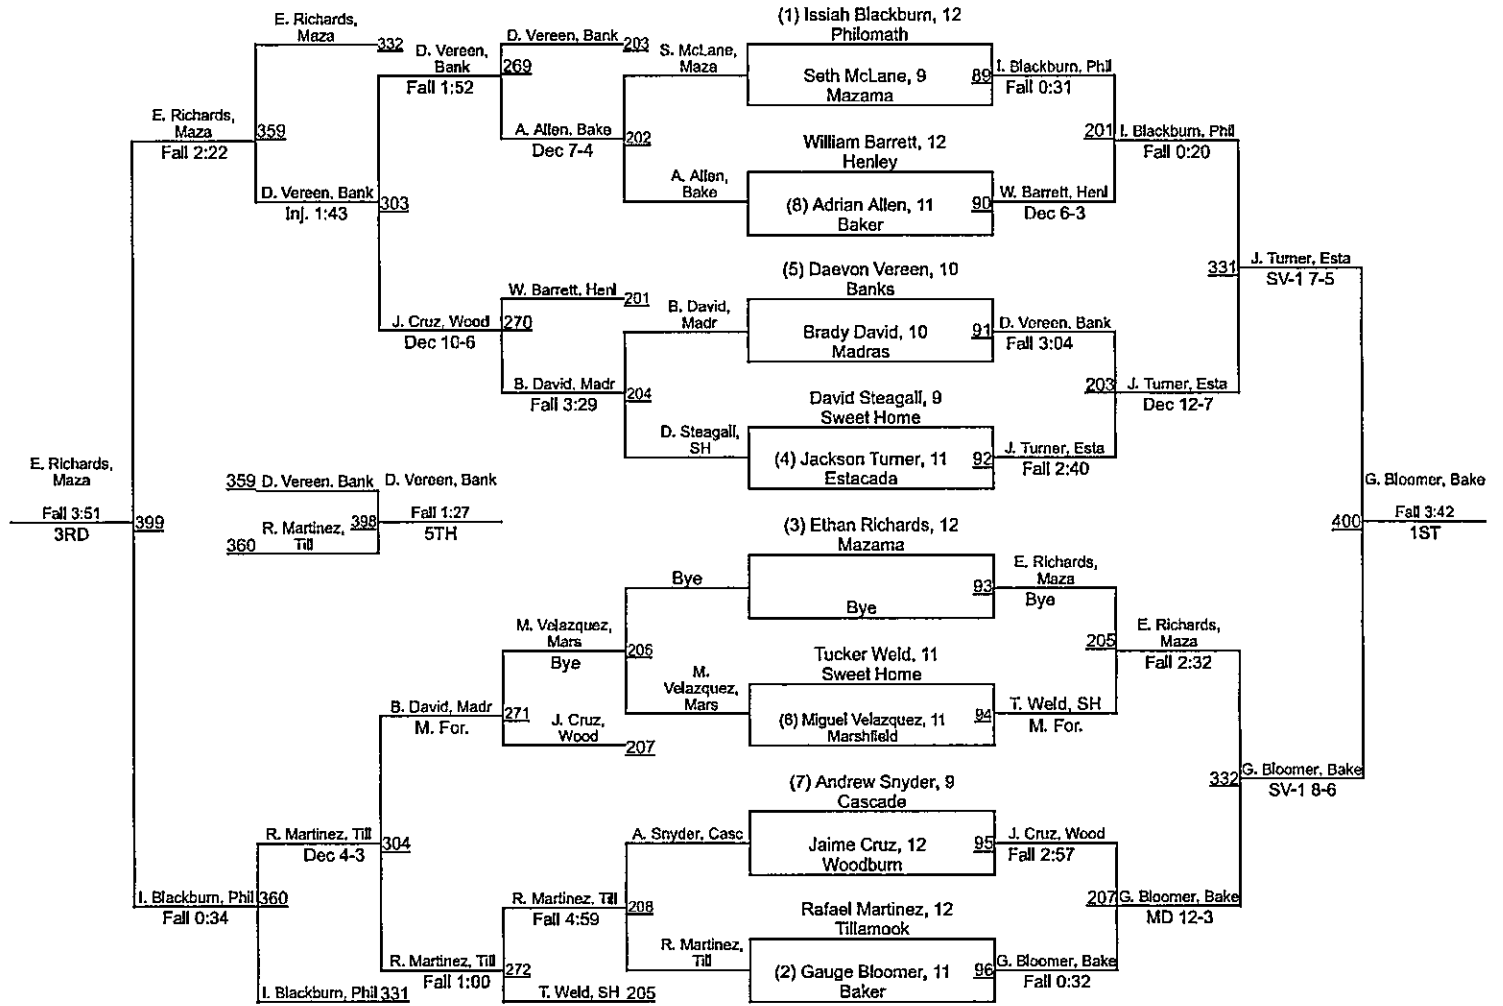 E. Richards,
Maza
332
D. Vereen,
Bank
Fall 1:52
D. Vereen, Bank
203
269
S. McLane,
Maza
(1) Issiah Blackburn, 12
Philomath
Seth McLane, 9
Mazama
89
I. Blackburn, Phil
Fall 0:31
E. Richards,
Maza
Fall 2:22
359
A. Allen, Bake
Dec 7-4
202
William Barrett, 12
Henley
201
I. Blackburn, Phil
Fall 0:20
D. Vereen, Bank
Inj. 1:43
303
A. Allen,
Bake
(8) Adrian Allen, 11
Baker
90
W. Barrett, Henl
Dec 6-3
(5) Daevon Vereen, 10
Banks
331
J. Turner, Esta
SV-1 7-5
J. Cruz, Wood
Dec 10-6
W. Barrett, Henl
201
270
B. David,
Madr
Brady David, 10
Madras
91
D. Vereen, Bank
Fall 3:04
B. David, Madr
Fall 3:29
204
David Steagall, 9
Sweet Home
203
J. Turner, Esta
Dec 12-7
D. Steagall,
SH
(4) Jackson Turner, 11
Estacada
92
J. Turner, Esta
Fall 2:40
E. Richards,
Maza
Fall 3:51
3RD
399
359
D. Vereen, Bank
D. Vereen, Bank
R. Martinez,
Till
360
398
Fall 1:27
5TH
(3) Ethan Richards, 12
Mazama
400
G. Bloomer, Bake
Fall 3:42
1ST
Bye
Bye
93
E. Richards,
Maza
Bye
M. Velazquez,
Mars
Bye
206
Tucker Weld, 11
Sweet Home
205
E. Richards,
Maza
Fall 2:32
B. David, Madr
M. For.
271
J. Cruz,
Wood
207
M.
Velazquez,
Mars
(6) Miguel Velazquez, 11
Marshfield
94
T. Weld, SH
M. For.
(7) Andrew Snyder, 9
Cascade
332
G. Bloomer, Bake
SV-1 8-6
R. Martinez, Till
Dec 4-3
304
A. Snyder, Casc
Jaime Cruz, 12
Woodburn
95
J. Cruz, Wood
Fall 2:57
I. Blackburn, Phil
Fall 0:34
360
R. Martinez, Till
Fall 4:59
208
Rafael Martinez, 12
Tillamook
207
G. Bloomer, Bake
MD 12-3
R. Martinez, Till
Fall 1:00
272
R. Martinez,
Till
(2) Gauge Bloomer, 11
Baker
96
G. Bloomer, Bake
Fall 0:32
I. Blackburn, Phil
331
T. Weld, SH
205